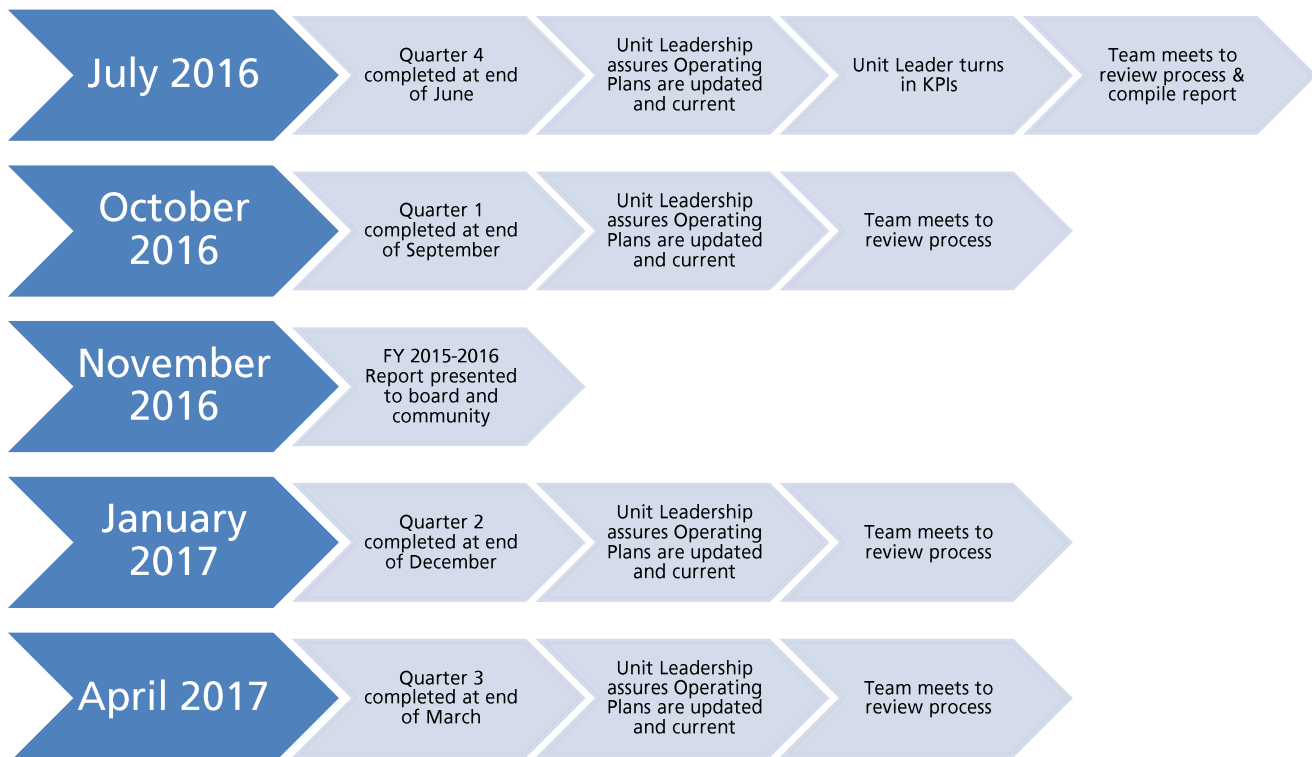 July 2016
Quarter 4
completed at end
of June
Unit Leadership
assures Operating
Plans are updated
and current
Unit Leader turns
in KPIs
Team meets to
review process &
compile report
October
2016
Quarter 1
completed at end
of September
Unit Leadership
assures Operating
Plans are updated
and current
Team meets to
review process
November
2016
FY 2015-2016
Report presented
to board and
community
January
2017
Quarter 2
completed at end
of December
Unit Leadership
assures Operating
Plans are updated
and current
Team meets to
review process
April 2017
Quarter 3
completed at end
of March
Unit Leadership
assures Operating
Plans are updated
and current
Team meets to
review process